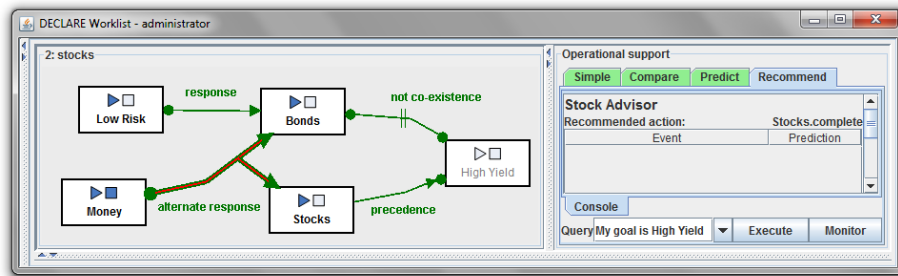 DECLARE Worklist - administrator
2: stocks
response
Low Risk
Bonds
not co-existence
High Yield
Money
alternate response
Stocks
precedence
Operational support
Simple Compare Predict Recommend
Stock Advisor
Recommended action: Stocks.complete
Event Prediction
Console
Query My goal is High Yield Execute Monitor